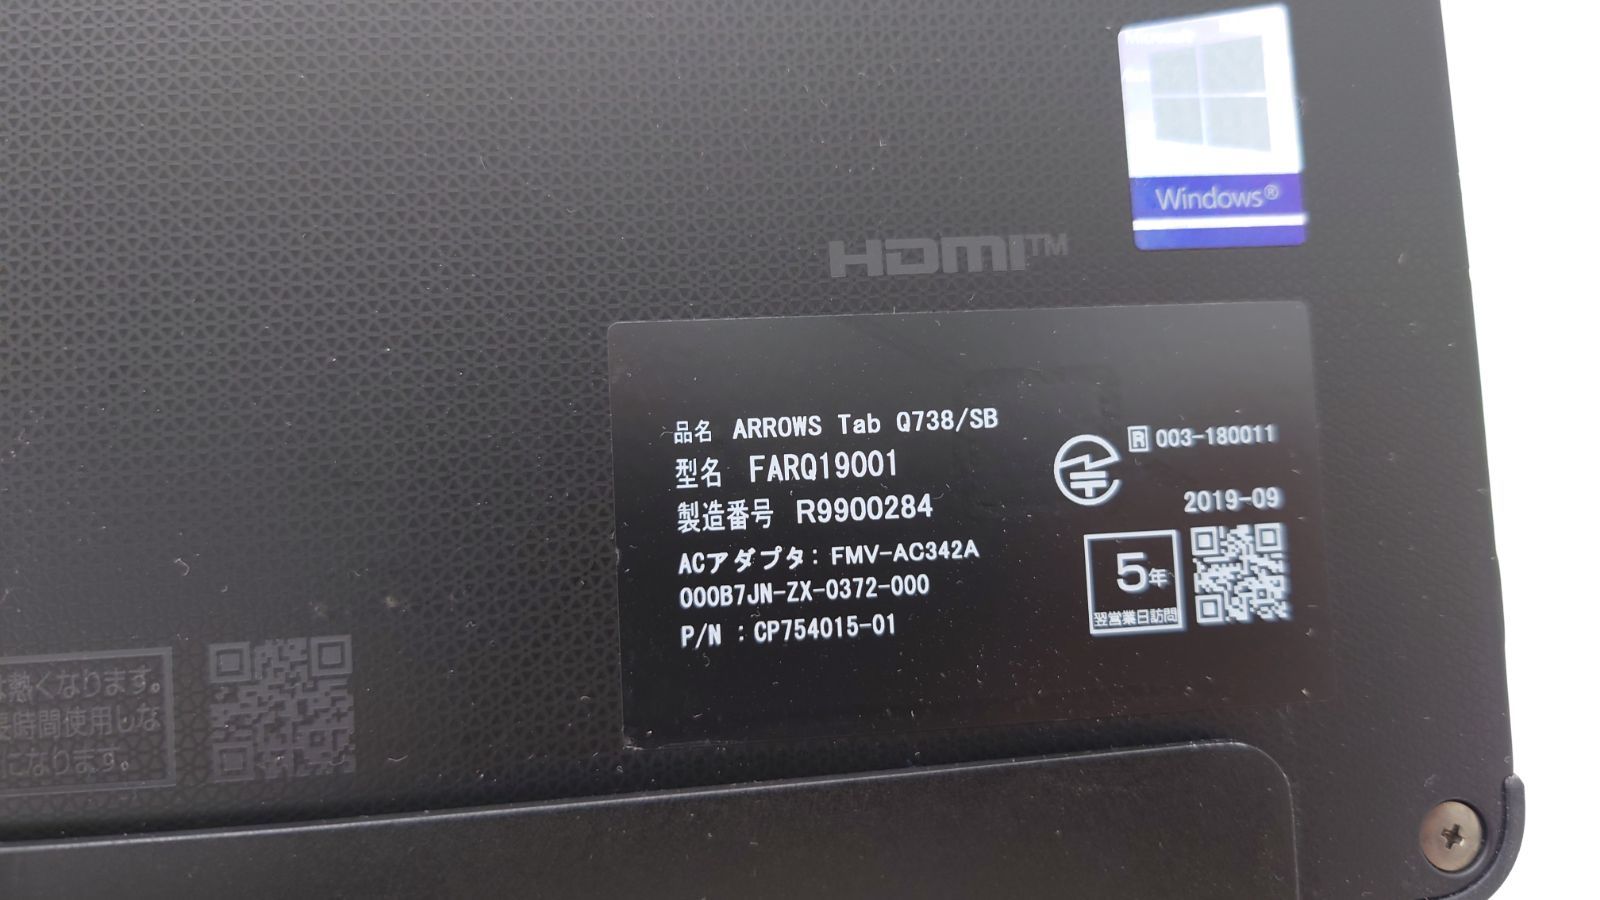 Windows®
HDMI™
品名 ARROWS Tab Q738/SB
型名 FARQ19001
製造番号 R9900284
ACアダプタ: FMV-AC342A
000B7JN-ZX-0372-000
P/N : CP754015-01
R 003-180011
2019-09
5年
翌営業日訪問
は熱くなります。
長時間使用しな
になります。